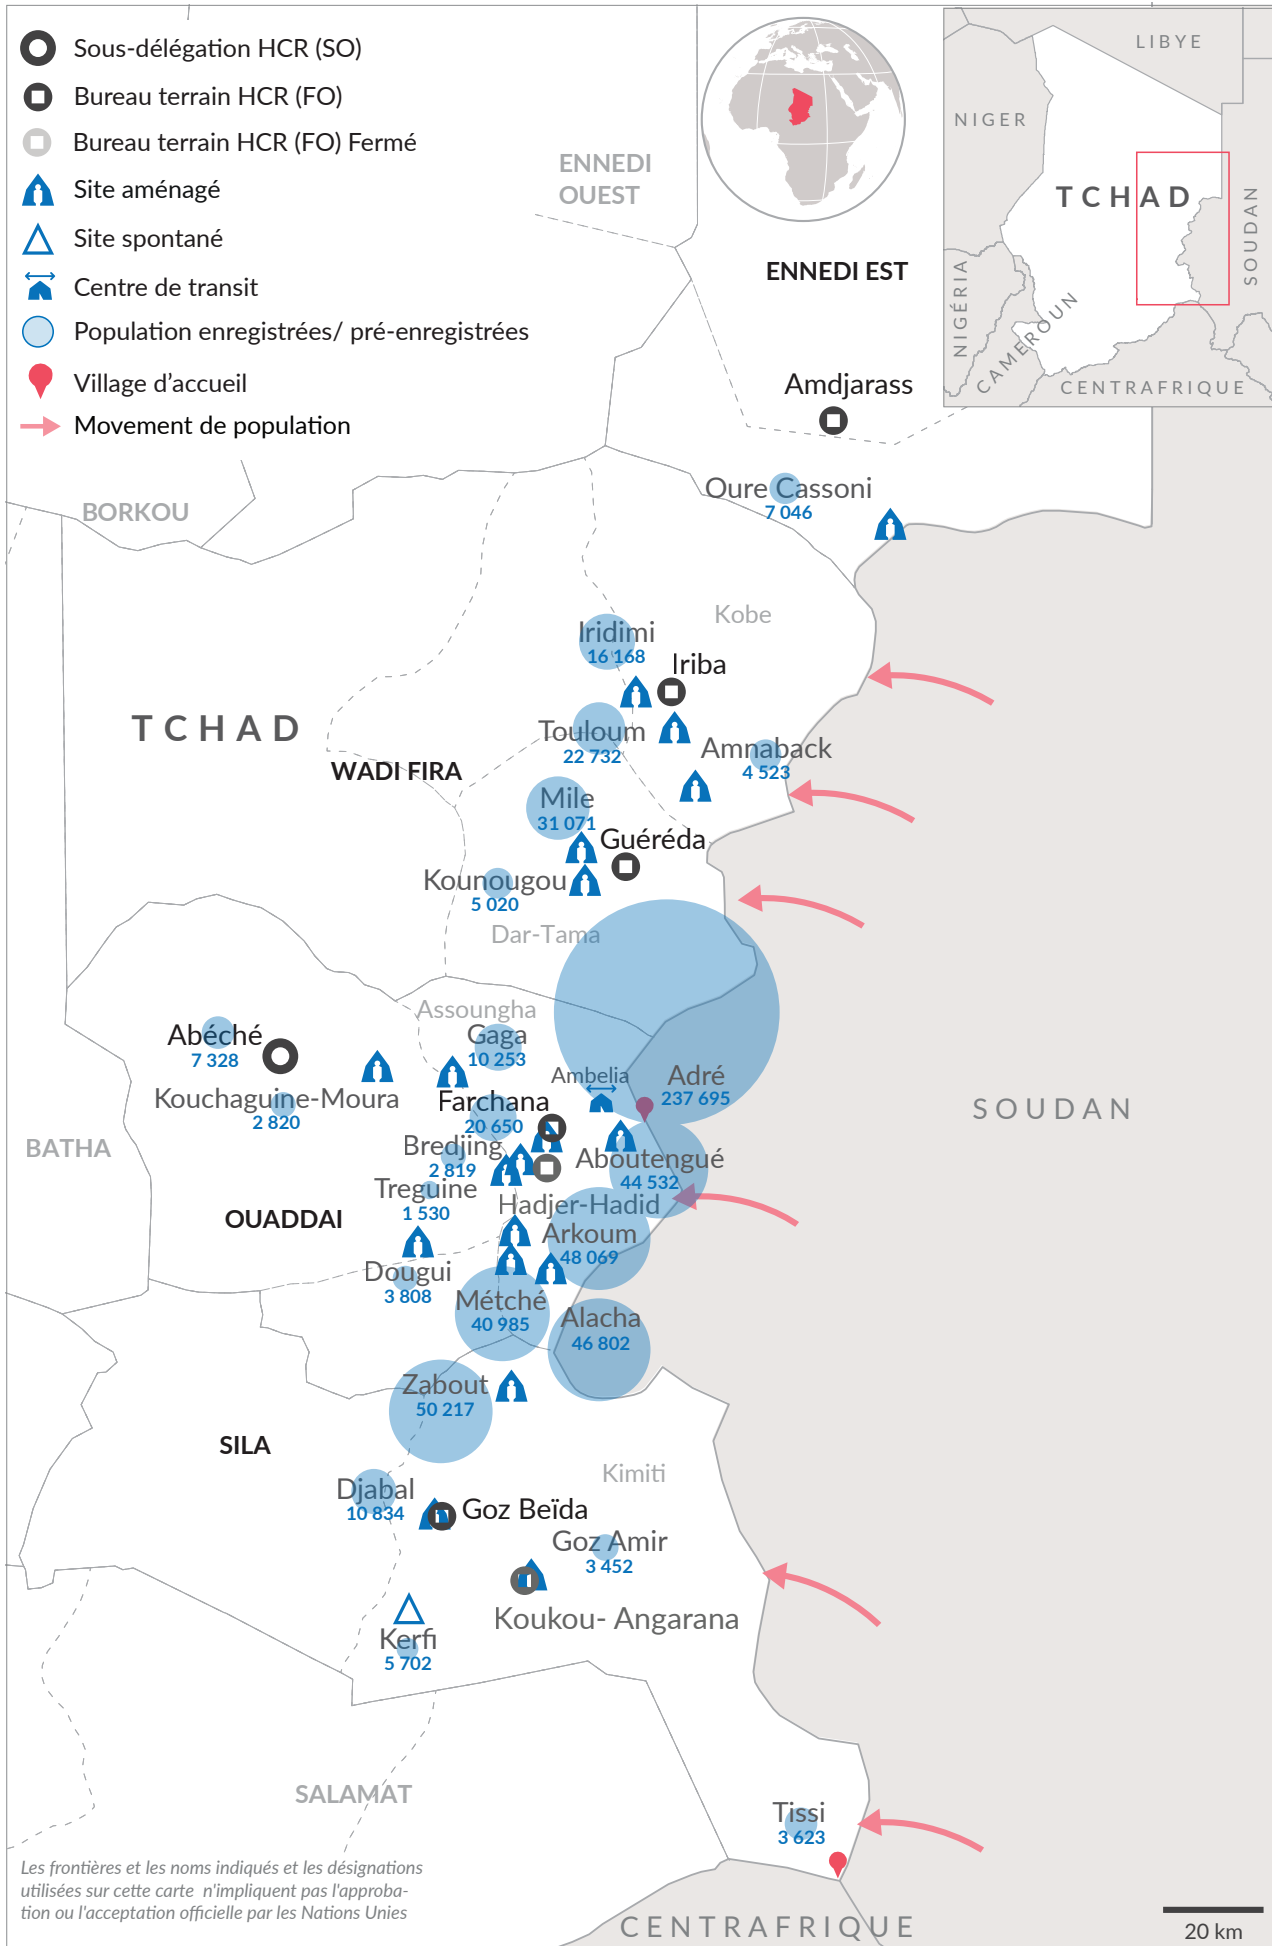 Sous-délégation HCR (SO)
Bureau terrain HCR (FO)
Bureau terrain HCR (FO) Fermé
Site aménagé
Site spontané
Centre de transit
Population enregistrées/ pré-enregistrées
Village d'accueil
Movement de population
LIBYE
NIGER
TCHAD
SOUDAN
NIGÉRIA
CAMEROUN
CENTRAFRIQUE
ENNEDI
OUEST
ENNEDI EST
Amdjarass
Oure Cassoni
7 046
BORKOU
Kobe
Iridimi
16 168
Iriba
TCHAD
Touloum
22 732
Amnaback
4 523
WADI FIRA
Mile
31 071
Guéréda
Kounougou
5 020
Dar-Tama
Assoungha
Gaga
10 253
Abéché
7 328
Ambelia
Adré
237 695
Kouchaguine-Moura
2 820
Farchana
20 650
SOUDAN
BATHA
Bredjing
2 819
Aboutengué
44 532
Treguine
1 530
Hadjer-Hadid
OUADDAI
Arkoum
48 069
Dougui
3 808
Métché
40 985
Alacha
46 802
Zabout
50 217
SILA
Kimiti
Djabal
10 834
Goz Beïda
Goz Amir
3 452
Koukou- Angarana
Kerfi
5 702
SALAMAT
Tissi
3 623
Les frontières et les noms indiqués et les désignations
utilisées sur cette carte n'impliquent pas l'approba-
tion ou l'acceptation officielle par les Nations Unies
CENTRAFRIQUE
20 km